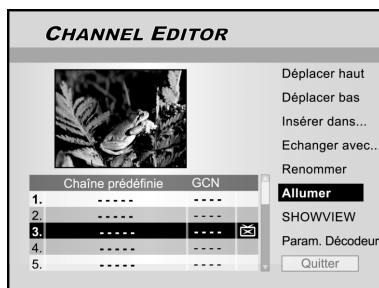 CHANNEL EDITOR
Déplacer haut
Déplacer bas
Insérer dans...
Echanger avec...
Renommer
Allumer
SHOWVIEW
Param. Décodeur
Quitter
Chaîne prédéfinie GCN
1. ----- ----
2. ----- ----
3. ----- ----
4. ----- ----
5. ----- ----